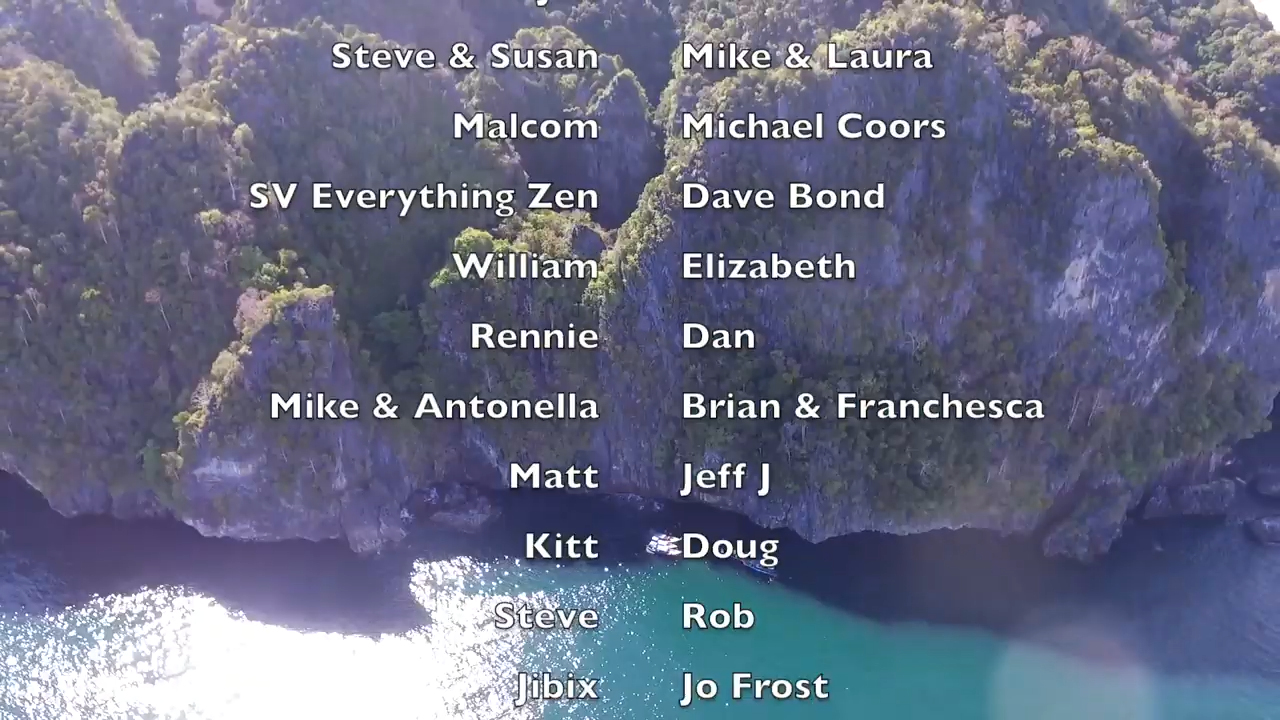 Steve & Susan Mike & Laura
Malcom Michael Coors
SV Everything Zen Dave Bond
William Elizabeth
Rennie Dan
Mike & Antonella Brian & Franchesca
Matt Jeff J
Kitt Doug
Steve Rob
Jibix Jo Frost